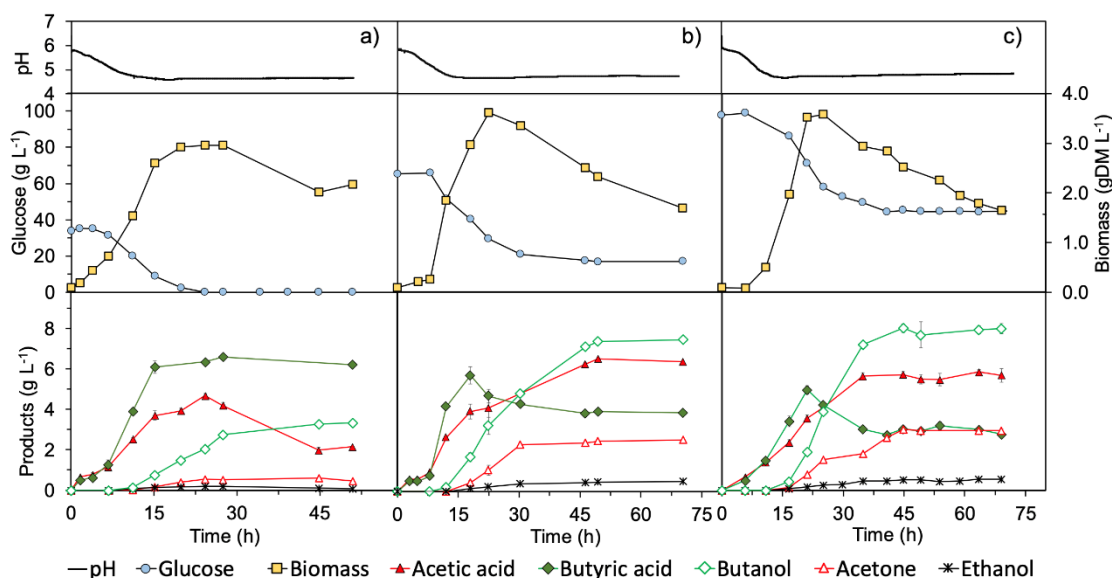 a)
b)
c)
7
6
5
4
pH
100
80
60
40
20
0
Glucose (g L-1)
4.0
3.0
2.0
1.0
0.0
Biomass (gDM L-1)
8
6
4
2
0
Products (g L-1)
0 15 30 45
0 15 30 45 60 75
0 15 30 45 60 75
Time (h) Time (h) Time (h)
pH Glucose Biomass Acetic acid Butyric acid Butanol Acetone Ethanol